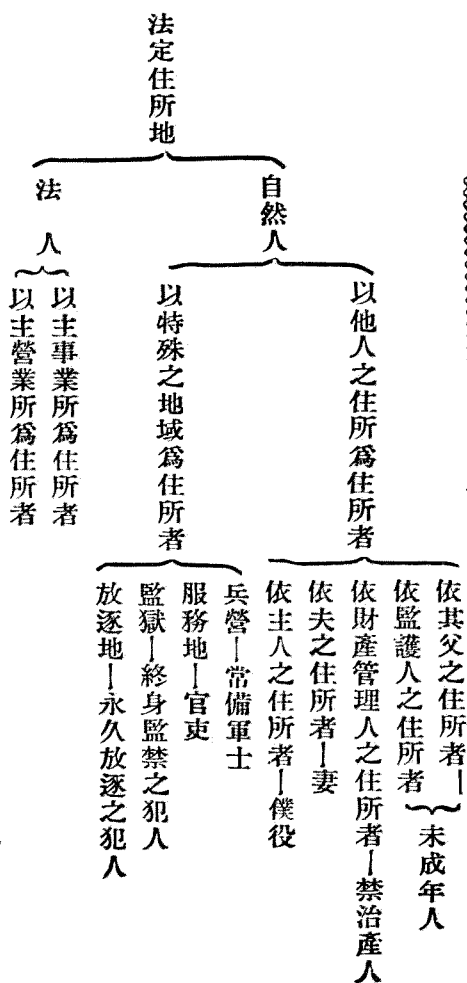 法定住所地
自然人
以他人之住所爲住所者
依其父之住所者—
依監護人之住所者
未成年人
依財產管理人之住所者—禁治產人
依夫之住所者—妻
依主人之住所者—僕役
以特殊之地域爲住所者
兵營—常備軍士
服務地—官吏
監獄—終身監禁之犯人
放逐地—永久放逐之犯人
法人
以主事業所爲住所者
以主營業所爲住所者